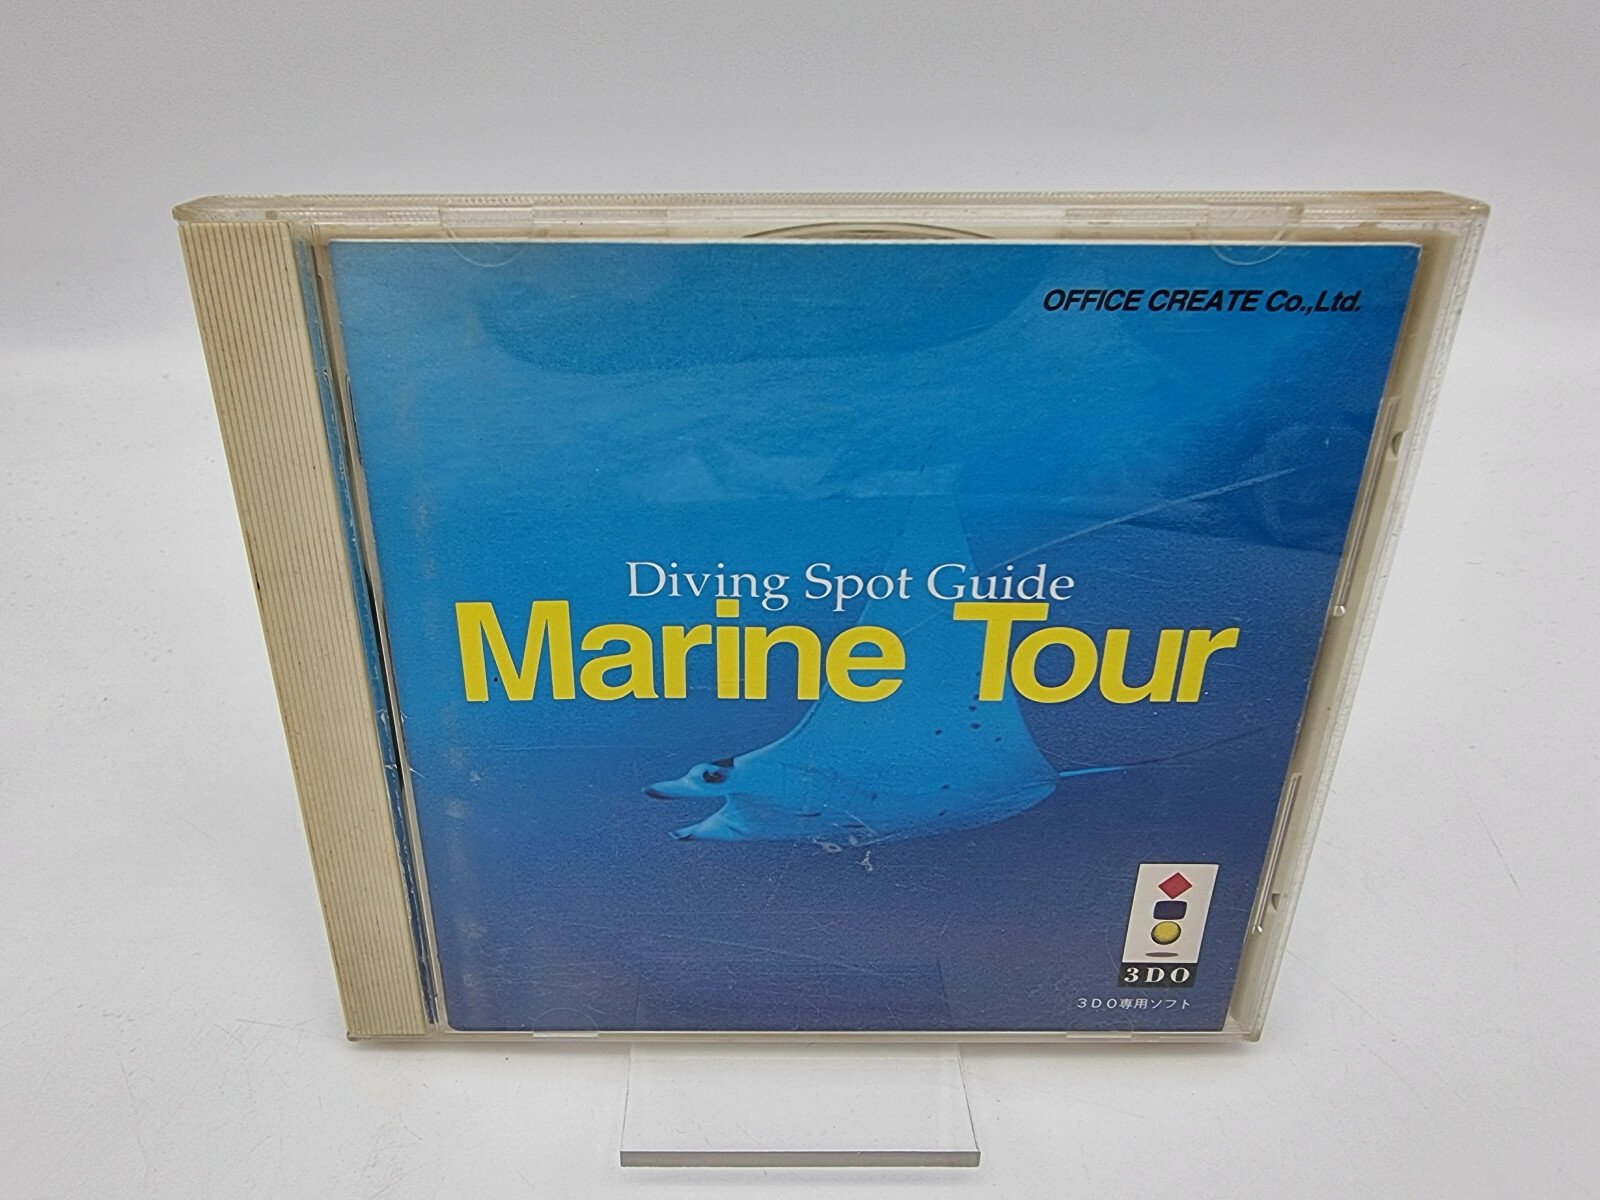 OFFICE CREATE Co.,Ltd.
Diving Spot Guide
Marine Tour
3DO
3DO専用ソフト